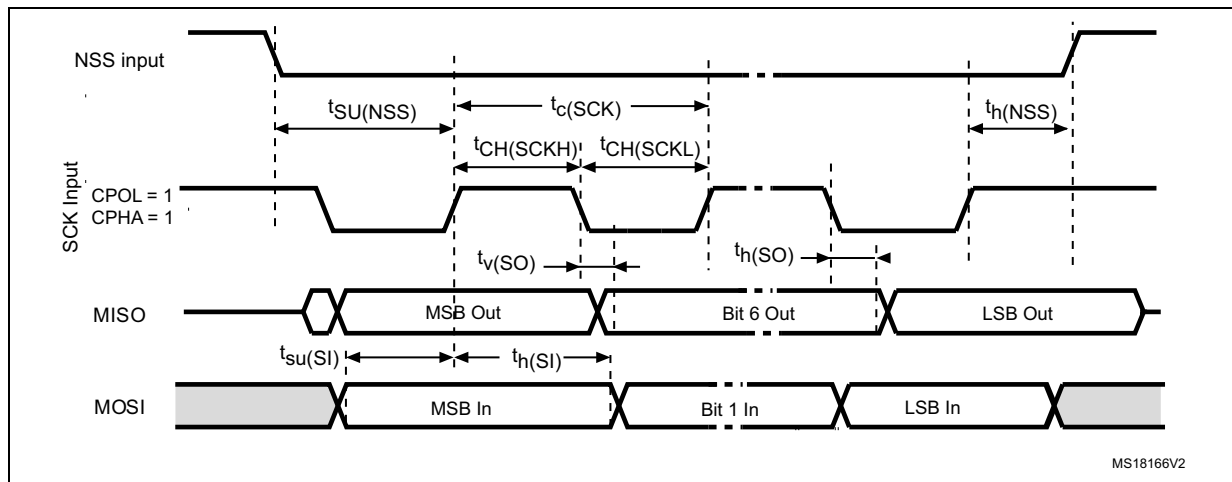 NSS input
tSU(NSS)
tc(SCK)
th(NSS)
tCH(SCKH)
tCH(SCKL)
SCK Input
CPOL = 1
CPHA = 1
tv(SO)
th(SO)
MISO
MSB Out
Bit 6 Out
LSB Out
tsu(SI)
th(SI)
MOSI
MSB In
Bit 1 In
LSB In
MS18166V2